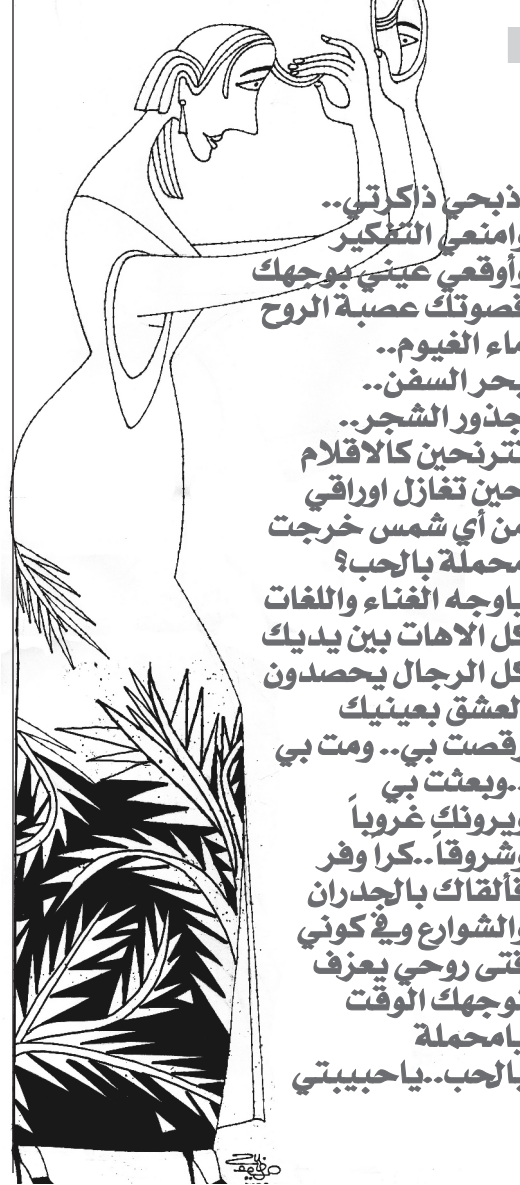 ذبحي ذاكرتي..
وامنعي التفكير
وأوقعي عيني بوجهك
فصوتك عصبة الروح
ماء الغيوم..
بحر السفن..
جذور الشجر..
تترنحين كالاقلام
حين تغازل اوراقي
من أي شمس خرجت
محملة بالحب؟
ياوجه الغناء واللغات
كل الاهات بين يديك
كل الرجال يحصدون
لعشق بعينيك
رقصت بي.. ومت بي
..وبعثت بي
ويرونك غروباً
وشروقاً..كرا وفر
فألقاك بالجدران
والشوارع وفي كوني
فتى روحي يعزف
لوجهك الوقت
يامحملة
بالحب..ياحبيبتي